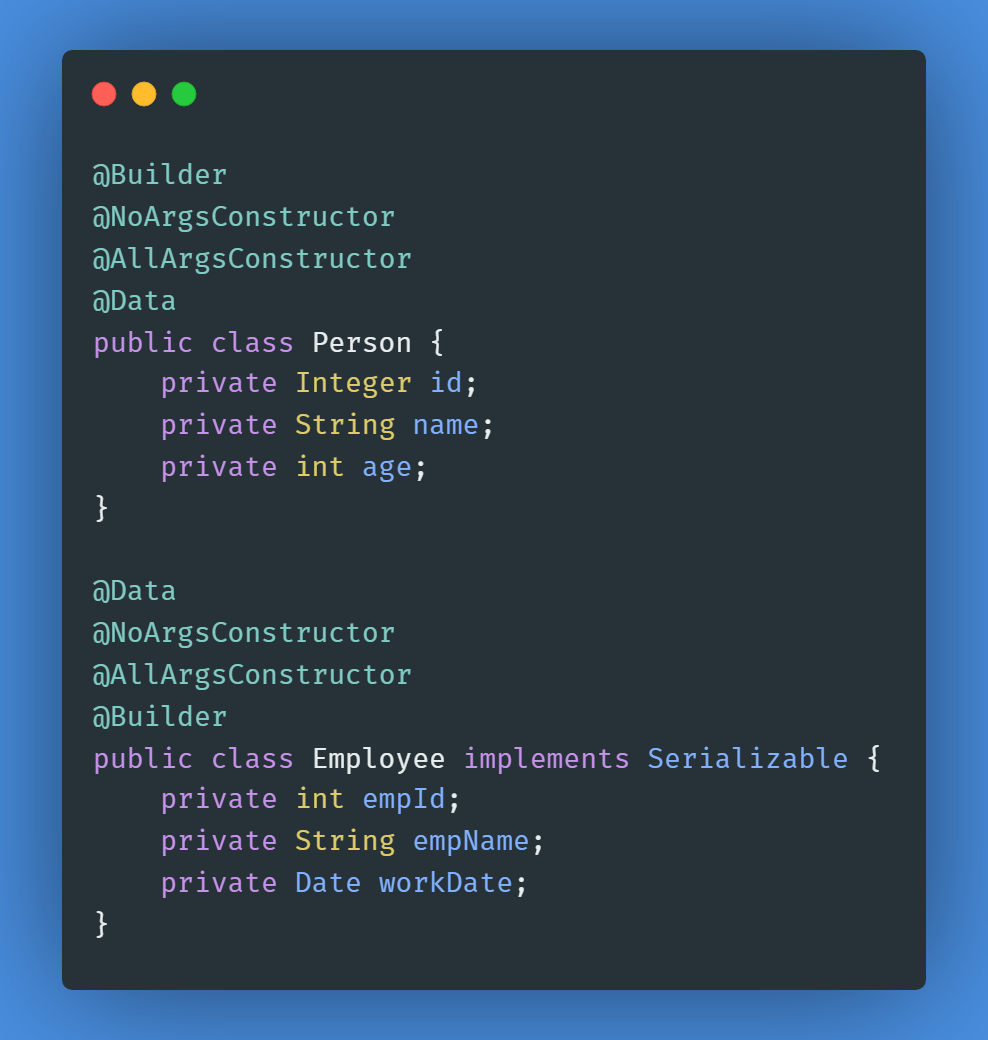 @Builder
@NoArgsConstructor
@AllArgsConstructor
@Data
public class Person {
    private Integer id;
    private String name;
    private int age;
}

@Data
@NoArgsConstructor
@AllArgsConstructor
@Builder
public class Employee implements Serializable {
    private int empId;
    private String empName;
    private Date workDate;
}